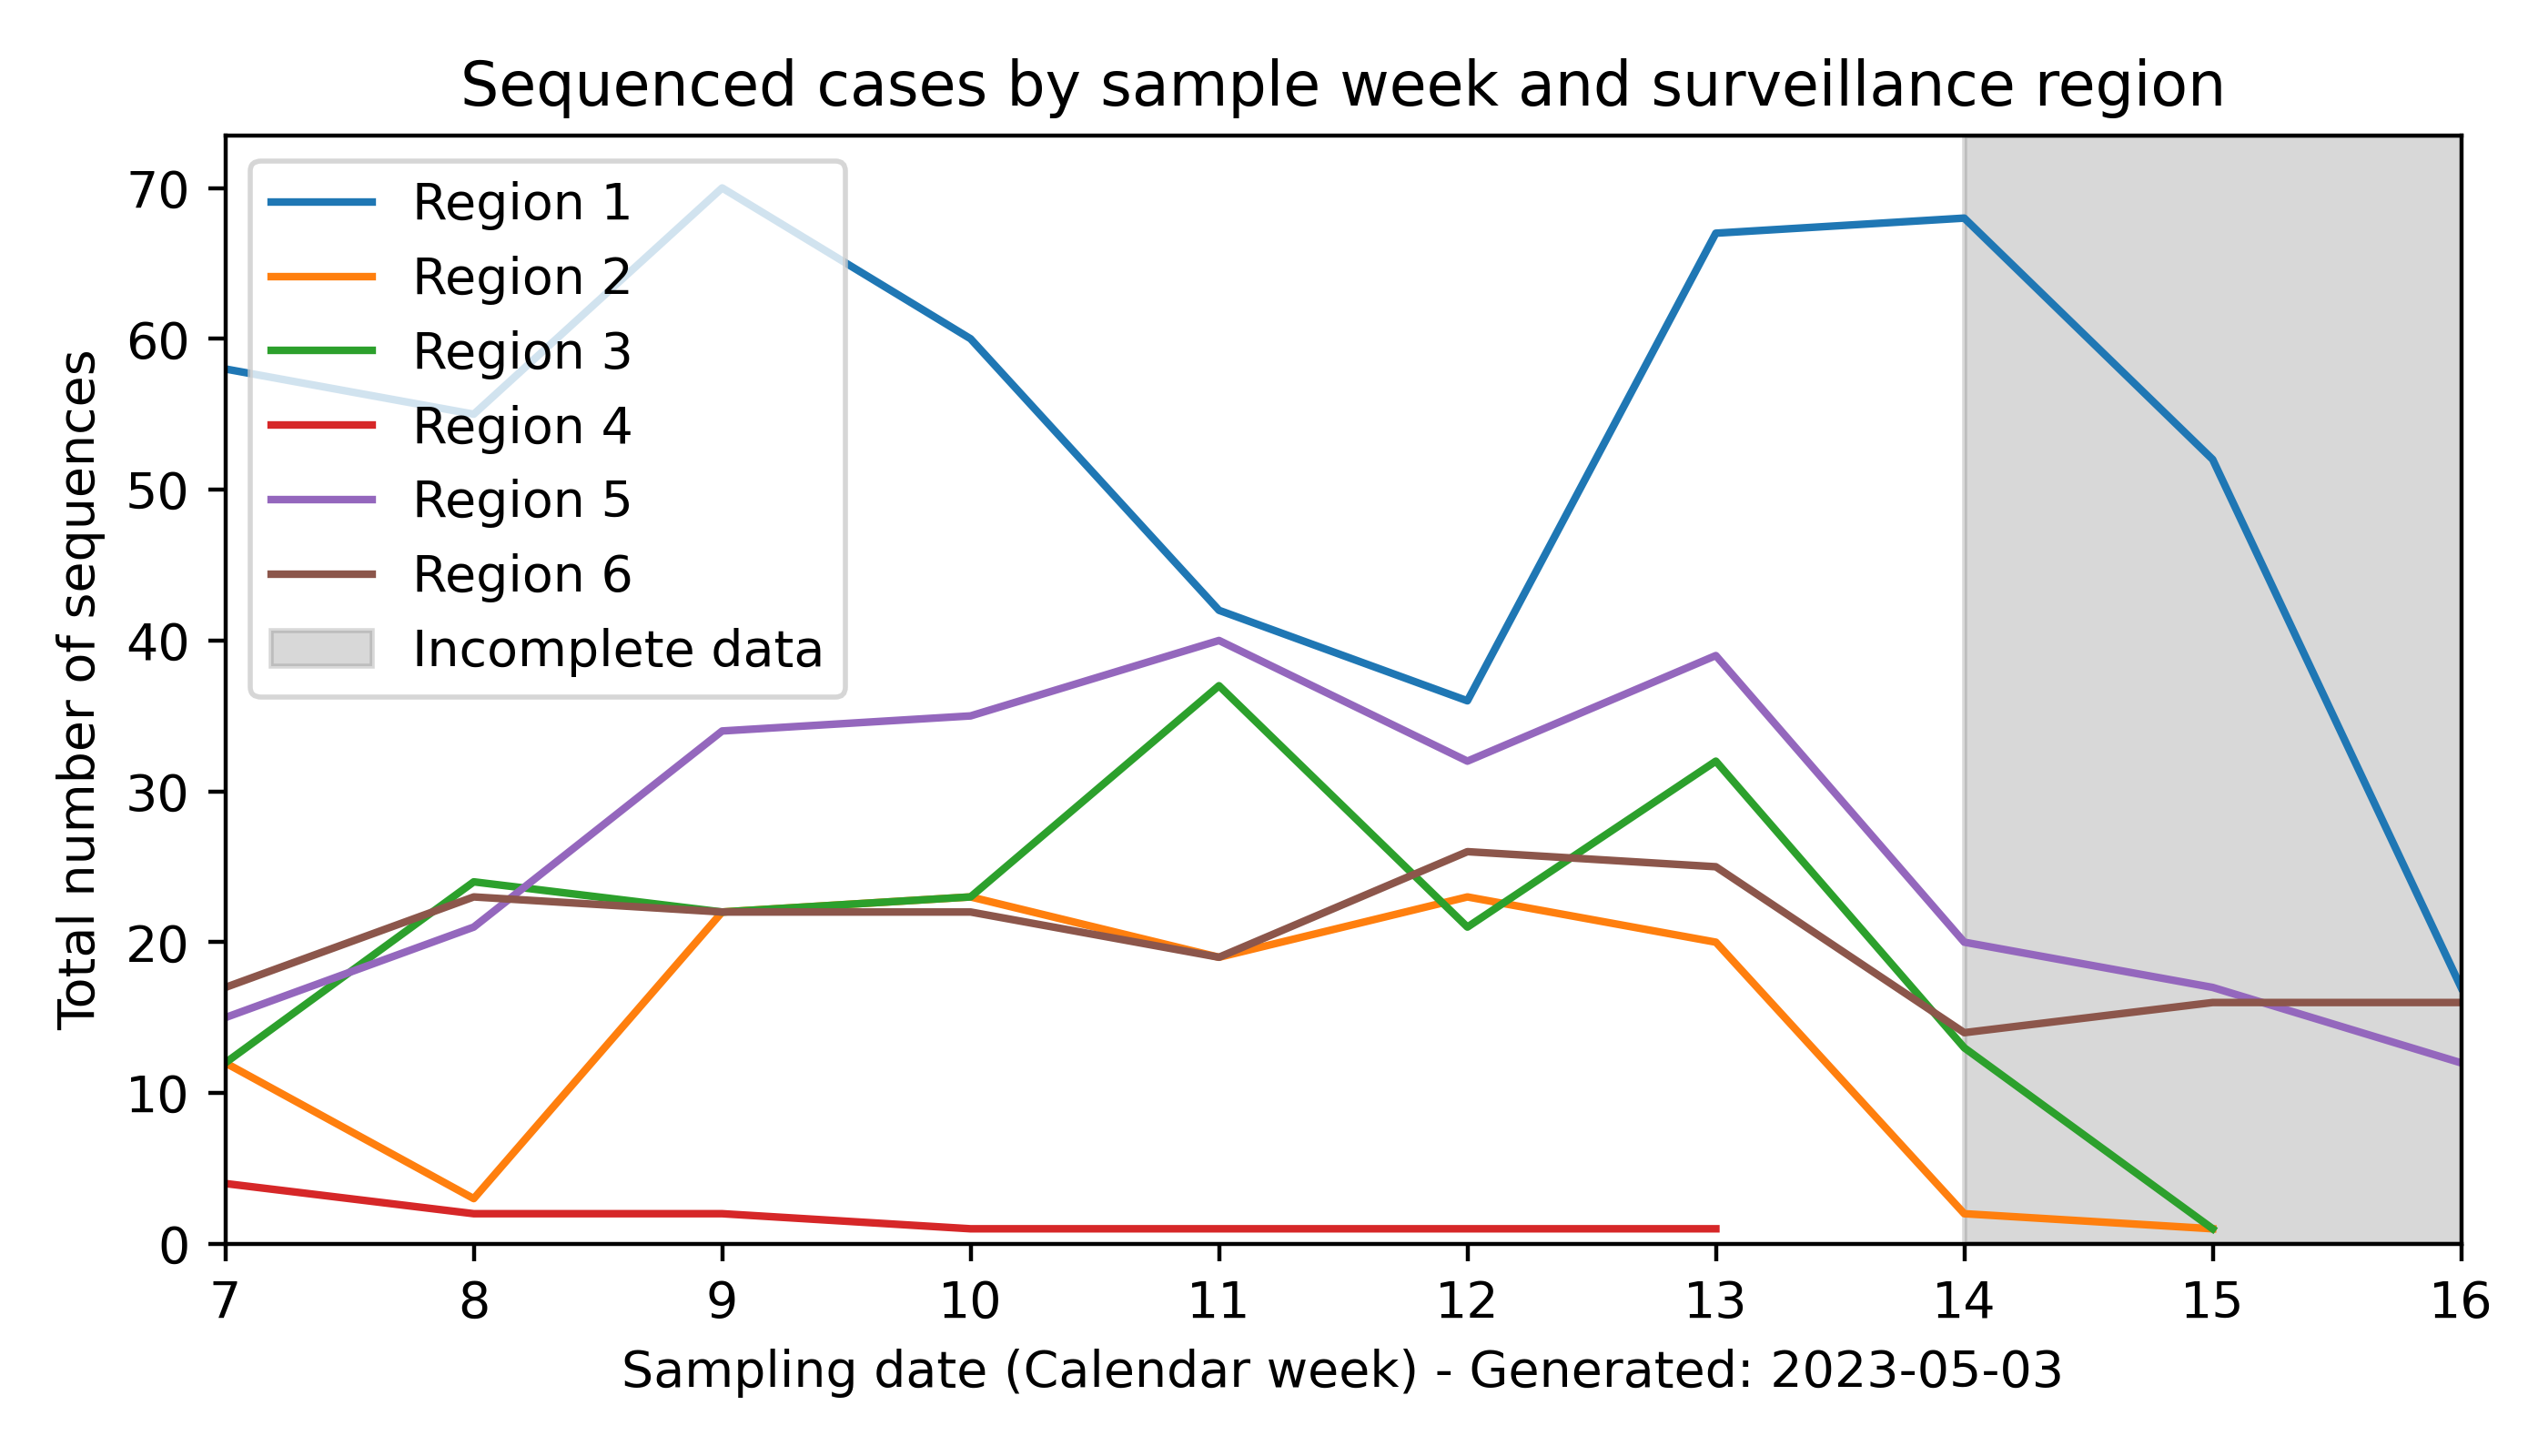 Sequenced cases by sample week and surveillance region
Total number of sequences
70
60
50
40
30
20
10
0
Region 1
Region 2
Region 3
Region 4
Region 5
Region 6
Incomplete data
7 8 9 10 11 12 13 14 15 16
Sampling date (Calendar week) - Generated: 2023-05-03